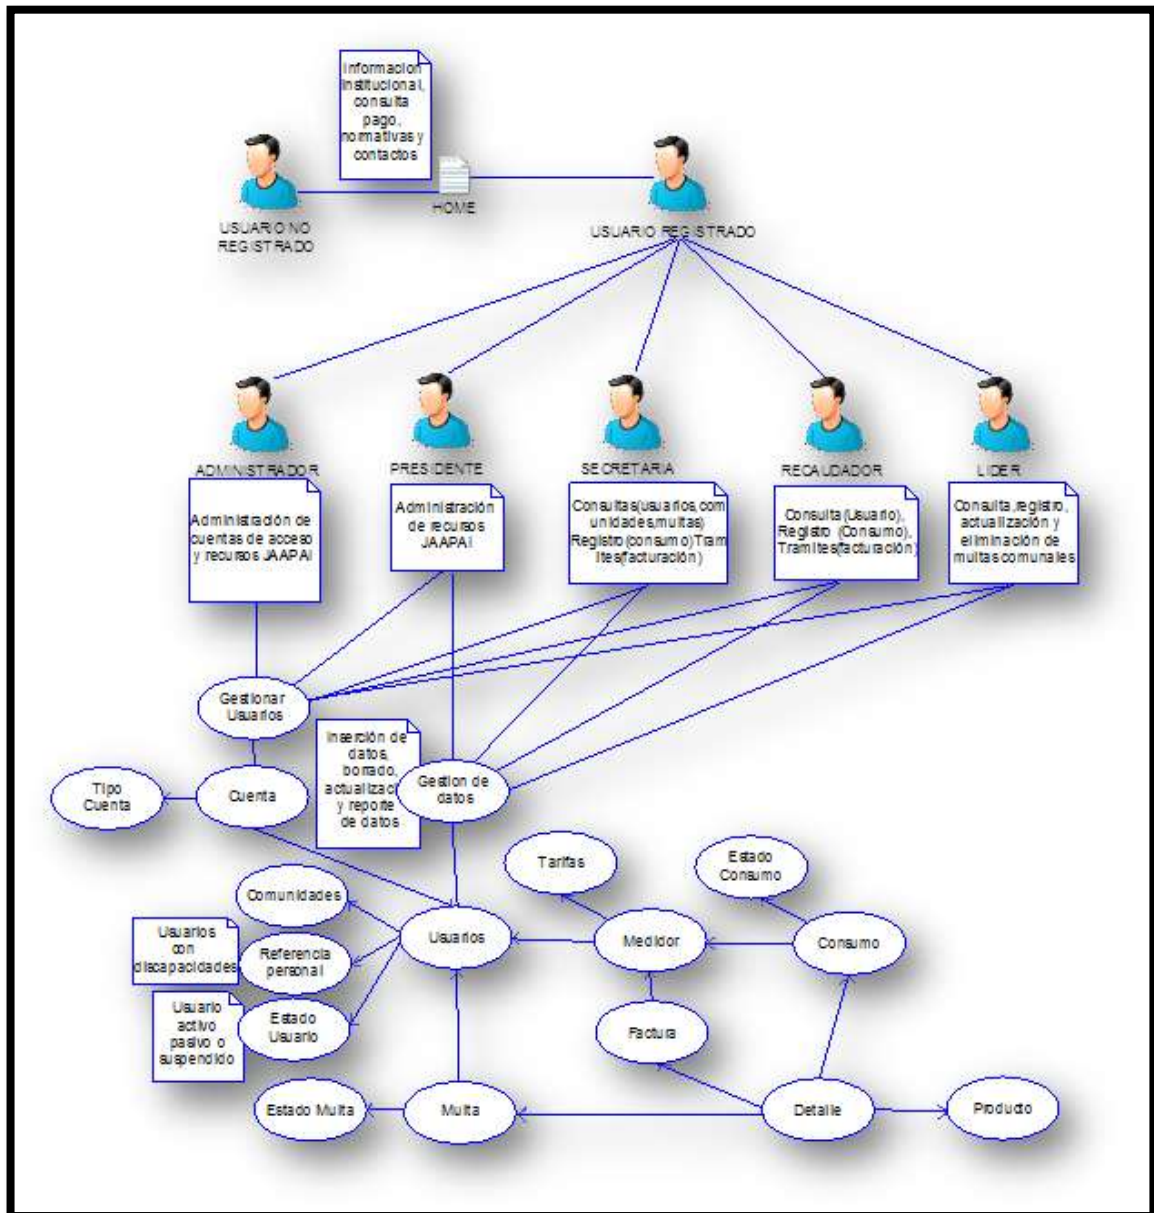 Informacion
Institucional,
consulta
pago,
normativas y
contactos
HOME
USUARIO NO
REGISTRADO
USUARIO REGISTRADO
ADMINISTRADOR
PRESIDENTE
SECRETARIA
RECAUDADOR
LIDER
Administración de
cuentas de acceso
y recursos JAAPAI
Administración
de recursos
JAAPAI
Consultas(usuarios,com
unidades,multas)
Registro(consumo)Tram
ites(facturación)
Consulta(Usuario),
Registro (Consumo),
Tramites(facturación)
Consulta,registro,
actualización y
eliminación de
multas comunales
Gestionar
Usuarios
Inserción de
datos,
borrado,
y reporte
de datos
Gestion de
datos
Tipo
Cuenta
Cuenta
Tarifas
Estado
Consumo
Comunidades
Usuarios
con
discapacidades
Referencia
personal
Usuarios
Medidor
Consumo
Usuario
activo
pasivo o
suspendido
Estado
Usuario
Factura
Estado Multa
Multa
Detalle
Producto